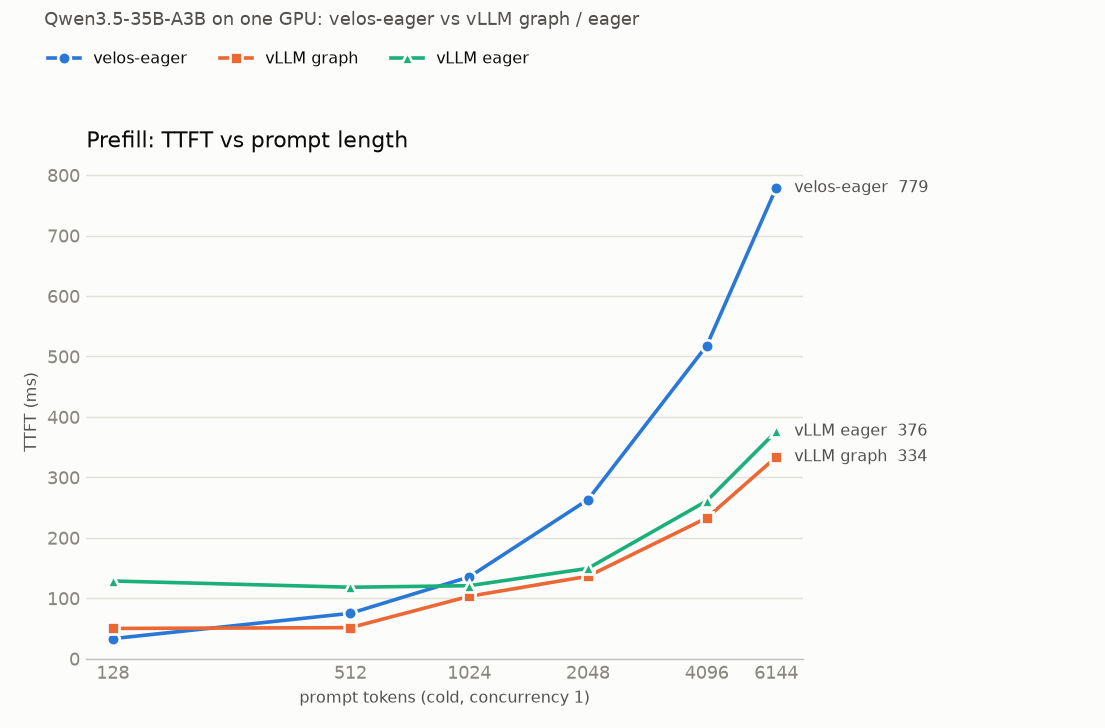 Qwen3.5-35B-A3B on one GPU: velos-eager vs vLLM graph / eager
velos-eager vLLM graph vLLM eager
Prefill: TTFT vs prompt length
800
700
600
500
400
300
200
100
0
TTFT (ms)
velos-eager 779
vLLM eager 376
vLLM graph 334
128 512 1024 2048 4096 6144
prompt tokens (cold, concurrency 1)